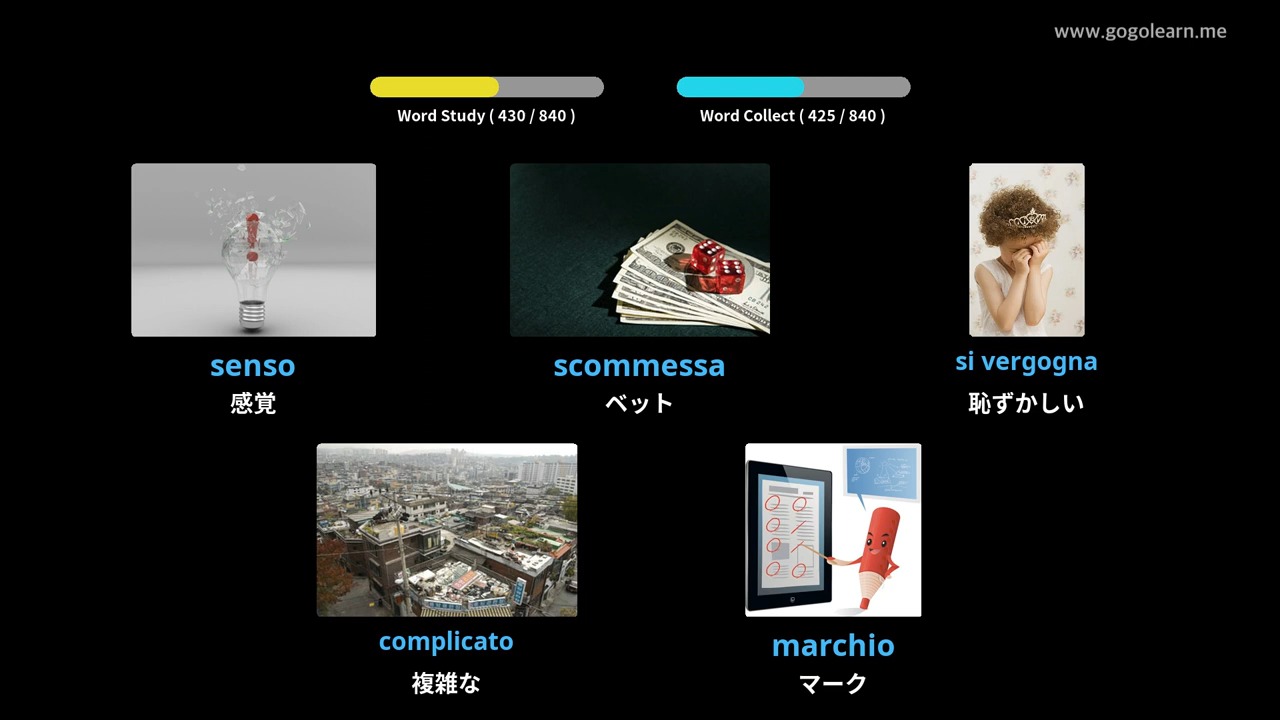 www.gogolearn.me
Word Study ( 430 / 840 )
Word Collect ( 425 / 840 )
senso
感覚
scommessa
ベット
si vergogna
恥ずかしい
complicato
複雑な
marchio
マーク